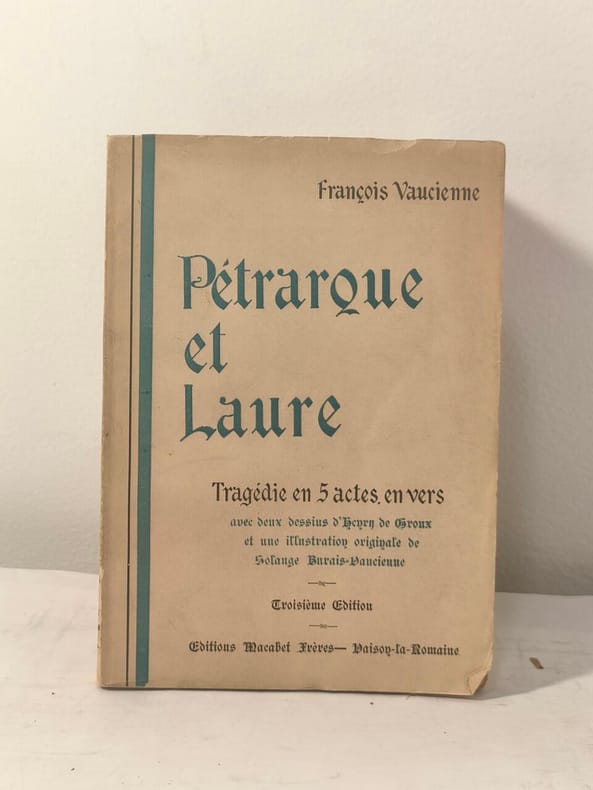 François Vaucienne
Pétrarque
et
Laure
Tragédie en 5 actes, en vers
avec deux dessins d'Henry de Groux
et une illustration originale de
Solange Burais-Vaucienne
Troisième Edition
Editions Macabet Frères — Vaison-la-Romaine